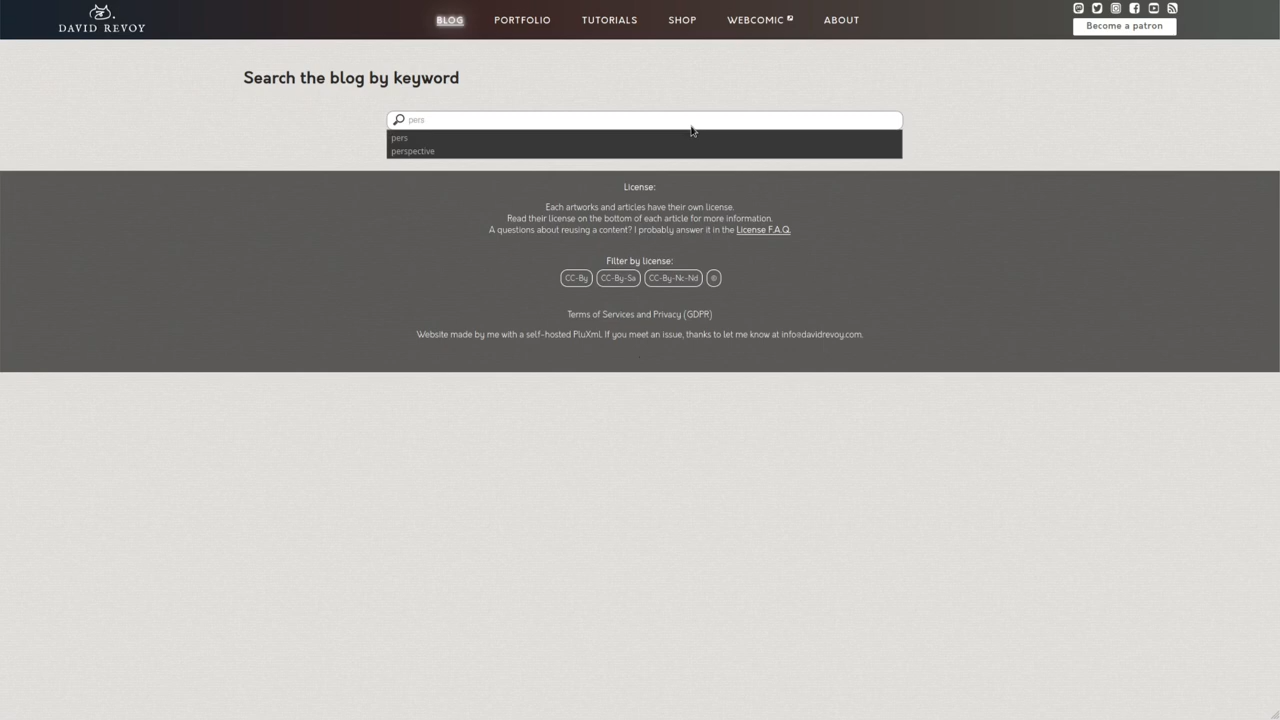 DAVID REVOY
BLOG
PORTFOLIO
TUTORIALS
SHOP
WEBCOMIC
ABOUT
Become a patron
Search the blog by keyword
pers
pers
perspective
License:
Each artworks and articles have their own license.
Read their license on the bottom of each article for more information.
A questions about reusing a content? I probably answer it in the License F.A.Q.
Filter by license:
CC-By CC-By-Sa CC-By-Nc-Nd ©
Terms of Services and Privacy (GDPR)
Website made by me with a self-hosted PluXml. If you meet an issue, thanks to let me know at info@davidrevoy.com.